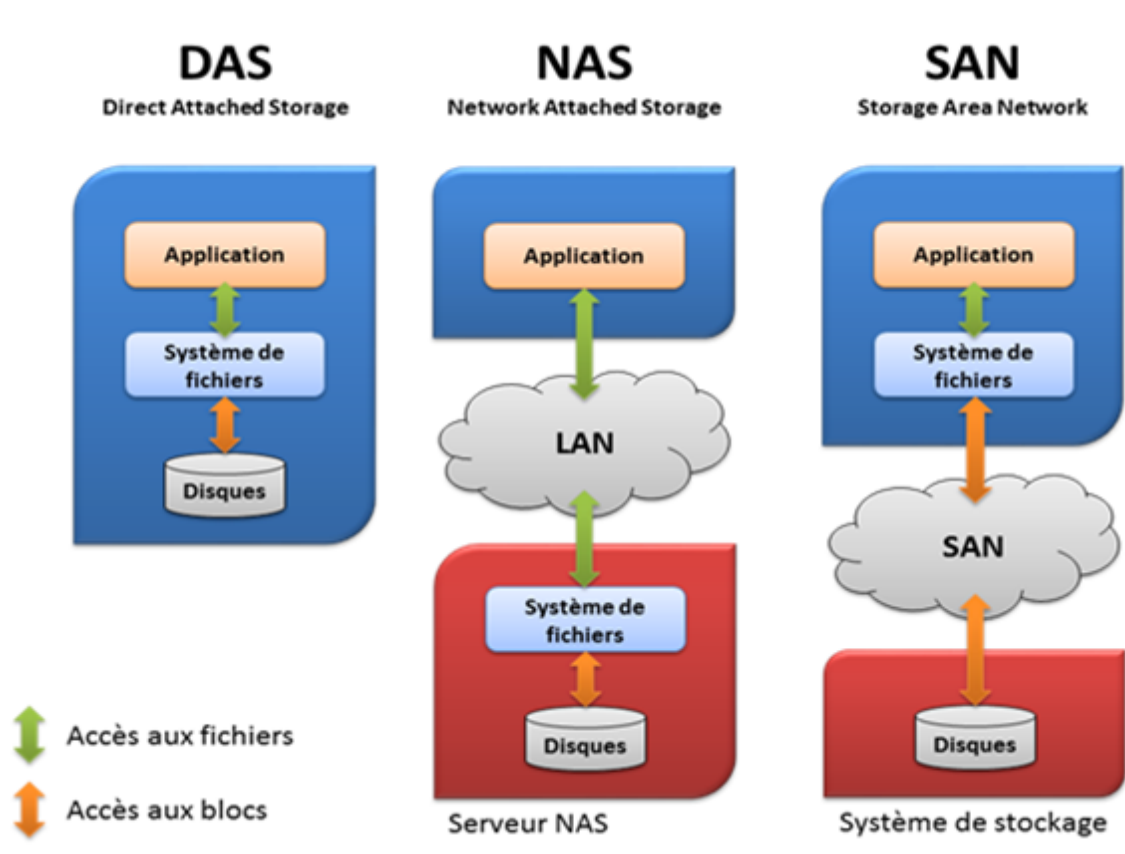 DAS
Direct Attached Storage
Application
Système de
fichiers
Disques
NAS
Network Attached Storage
Application
LAN
Système de
fichiers
Disques
Serveur NAS
SAN
Storage Area Network
Application
Système de
fichiers
SAN
Disques
Système de stockage
Accès aux fichiers
Accès aux blocs